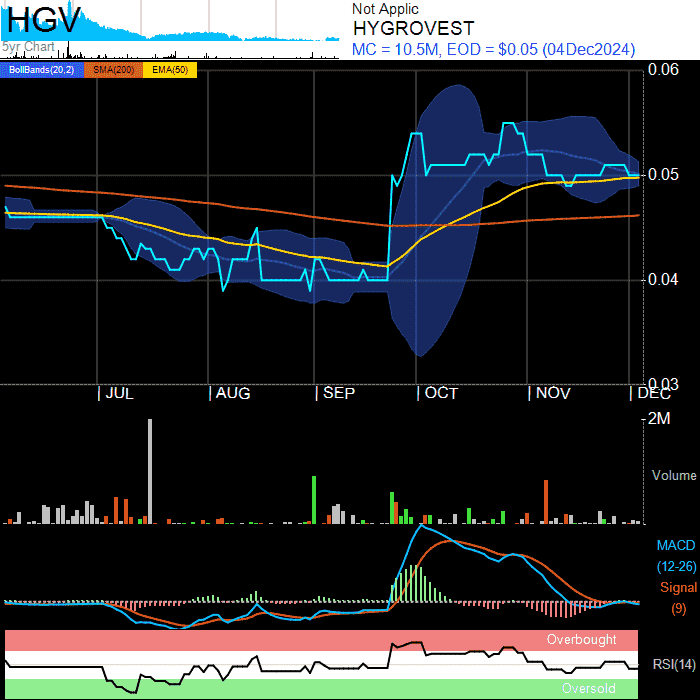 HGV
5yr Chart
Not Applic
HYGROVEST
MC = 10.5M, EOD = $0.05 (04Dec2024)
BollBands(20,2) SMA(200) EMA(50)
0.06
0.05
0.04
0.03
JUL AUG SEP OCT NOV DEC
2M
Volume
MACD
(12-26)
Signal
(9)
Overbought
RSI(14)
Oversold